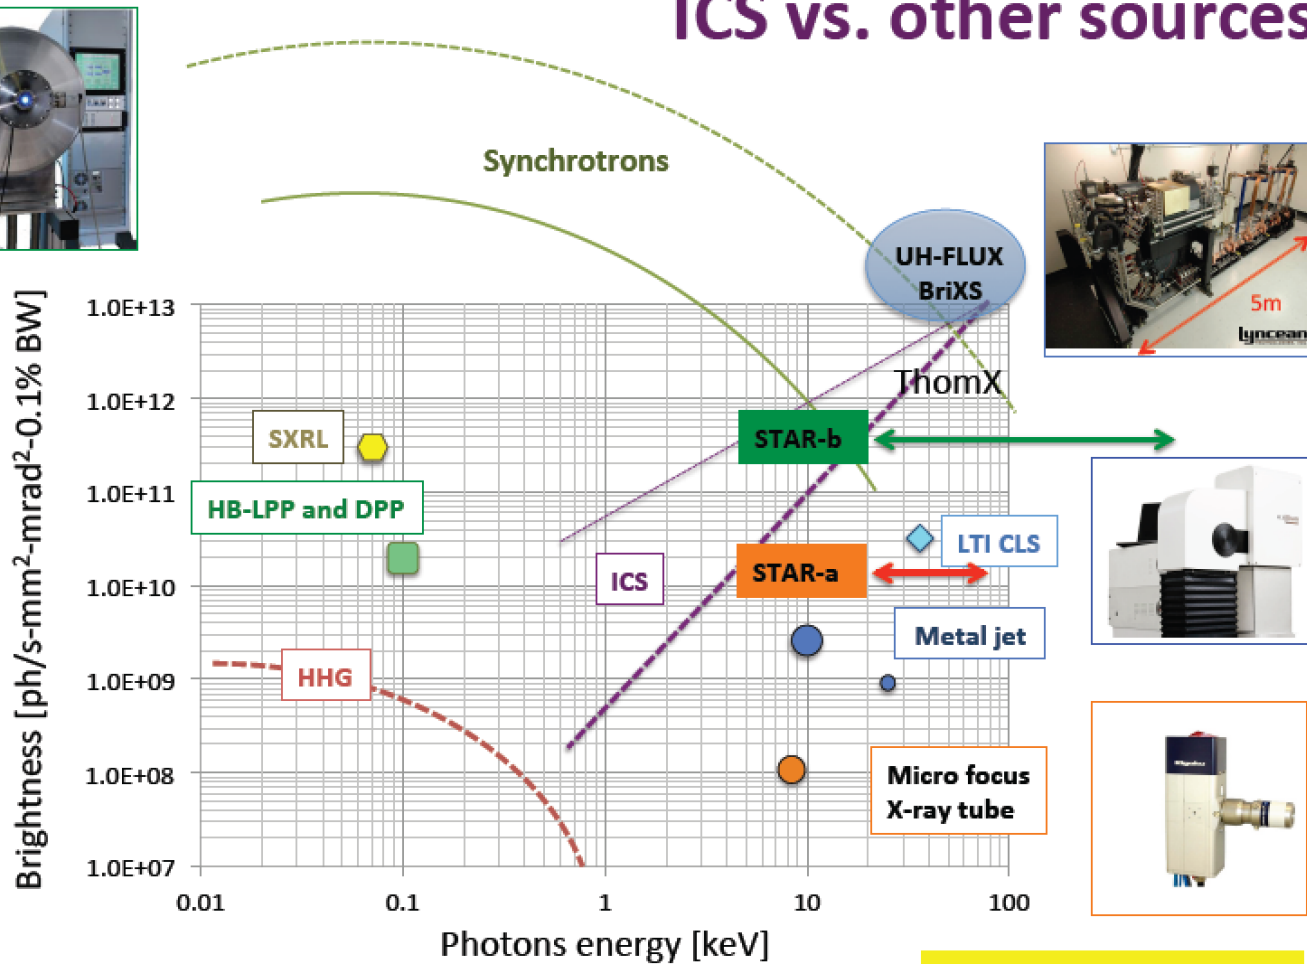 ICS vs. other sources
Synchrotrons
UH-FLUX
BriXS
5m
lyncean
Brightness [ph/s-mm²-mrad²-0.1% BW]
1.0E+13
1.0E+12
1.0E+11
1.0E+10
1.0E+09
1.0E+08
1.0E+07
ThomX
SXRL
STAR-b
HB-LPP and DPP
LTI CLS
STAR-a
ICS
Metal jet
HHG
Micro focus
X-ray tube
Rigaku
0.01
0.1
1
10
100
Photons energy [keV]